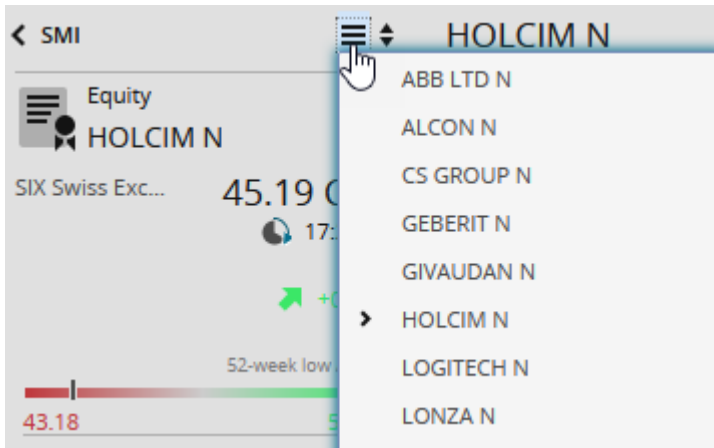 SMI
HOLCIM N
Equity
HOLCIM N
SIX Swiss Exc...
45.19
17:
52-week low
43.18
ABB LTD N
ALCON N
CS GROUP N
GEBERIT N
GIVAUDAN N
HOLCIM N
LOGITECH N
LONZA N